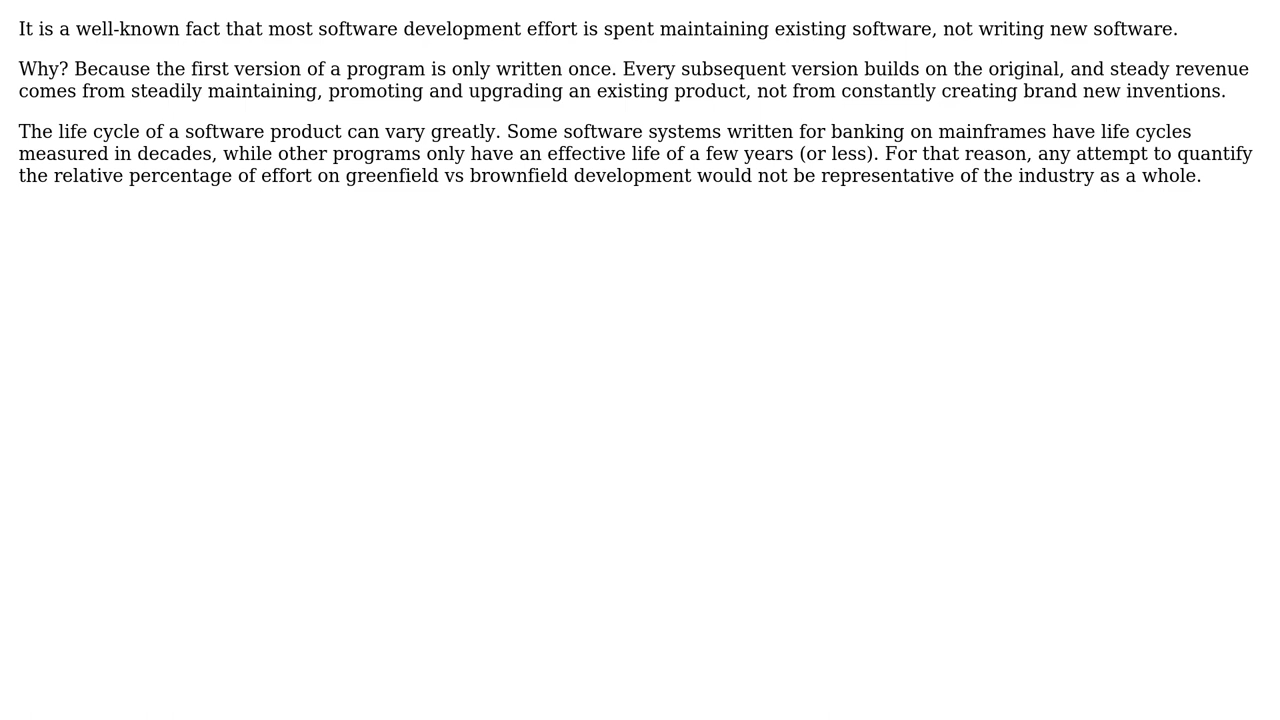 It is a well-known fact that most software development effort is spent maintaining existing software, not writing new software.
Why? Because the first version of a program is only written once. Every subsequent version builds on the original, and steady revenue
comes from steadily maintaining, promoting and upgrading an existing product, not from constantly creating brand new inventions.
The life cycle of a software product can vary greatly. Some software systems written for banking on mainframes have life cycles
measured in decades, while other programs only have an effective life of a few years (or less). For that reason, any attempt to quantify
the relative percentage of effort on greenfield vs brownfield development would not be representative of the industry as a whole.